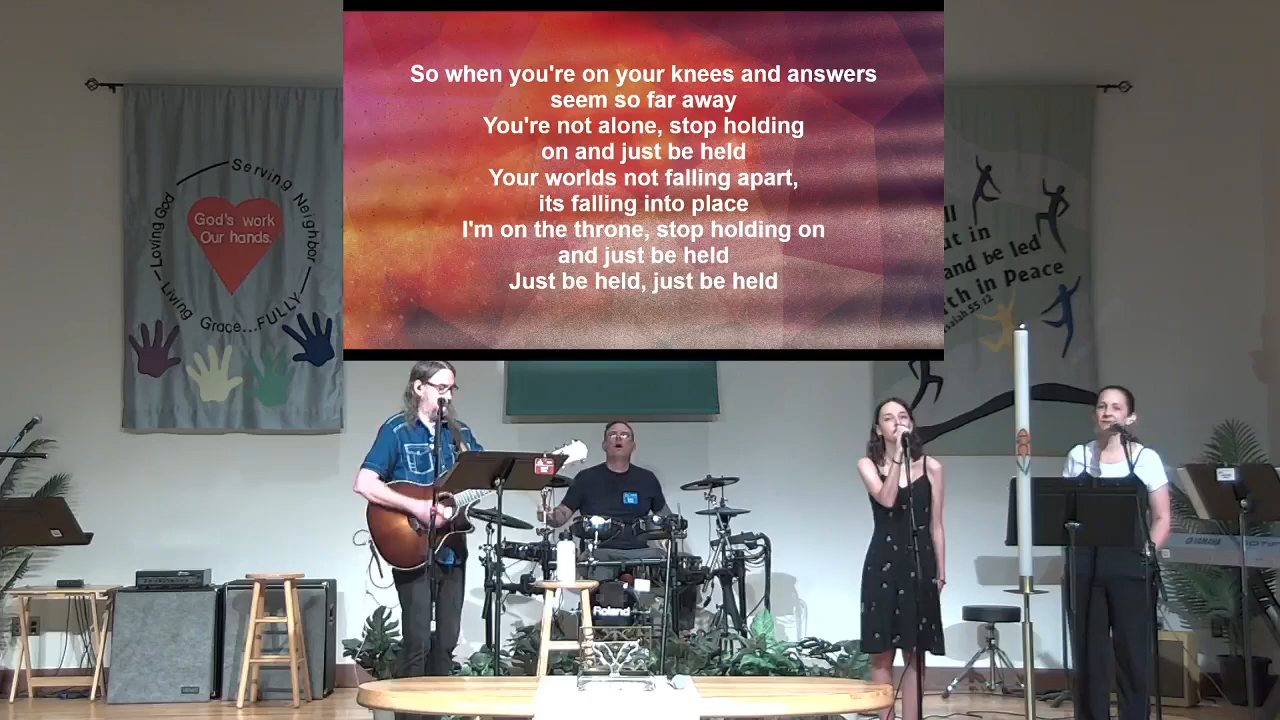 So when you're on your knees and answers
seem so far away
You're not alone, stop holding
on and just be held
Your worlds not falling apart,
its falling into place
I'm on the throne, stop holding on
and just be held
Just be held, just be held
Serving Neighbor
Loving God
God's work
Our hands.
Living Grace...FULLY
in
and be led
in Peace
55:12
Roland
YAMAHA